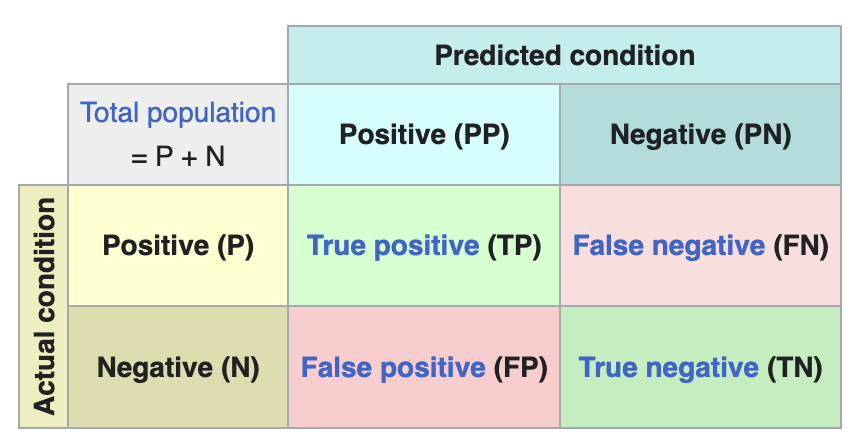 Predicted condition
Total population
= P + N
Positive (PP)
Negative (PN)
Actual condition
Positive (P)
True positive (TP)
False negative (FN)
Negative (N)
False positive (FP)
True negative (TN)